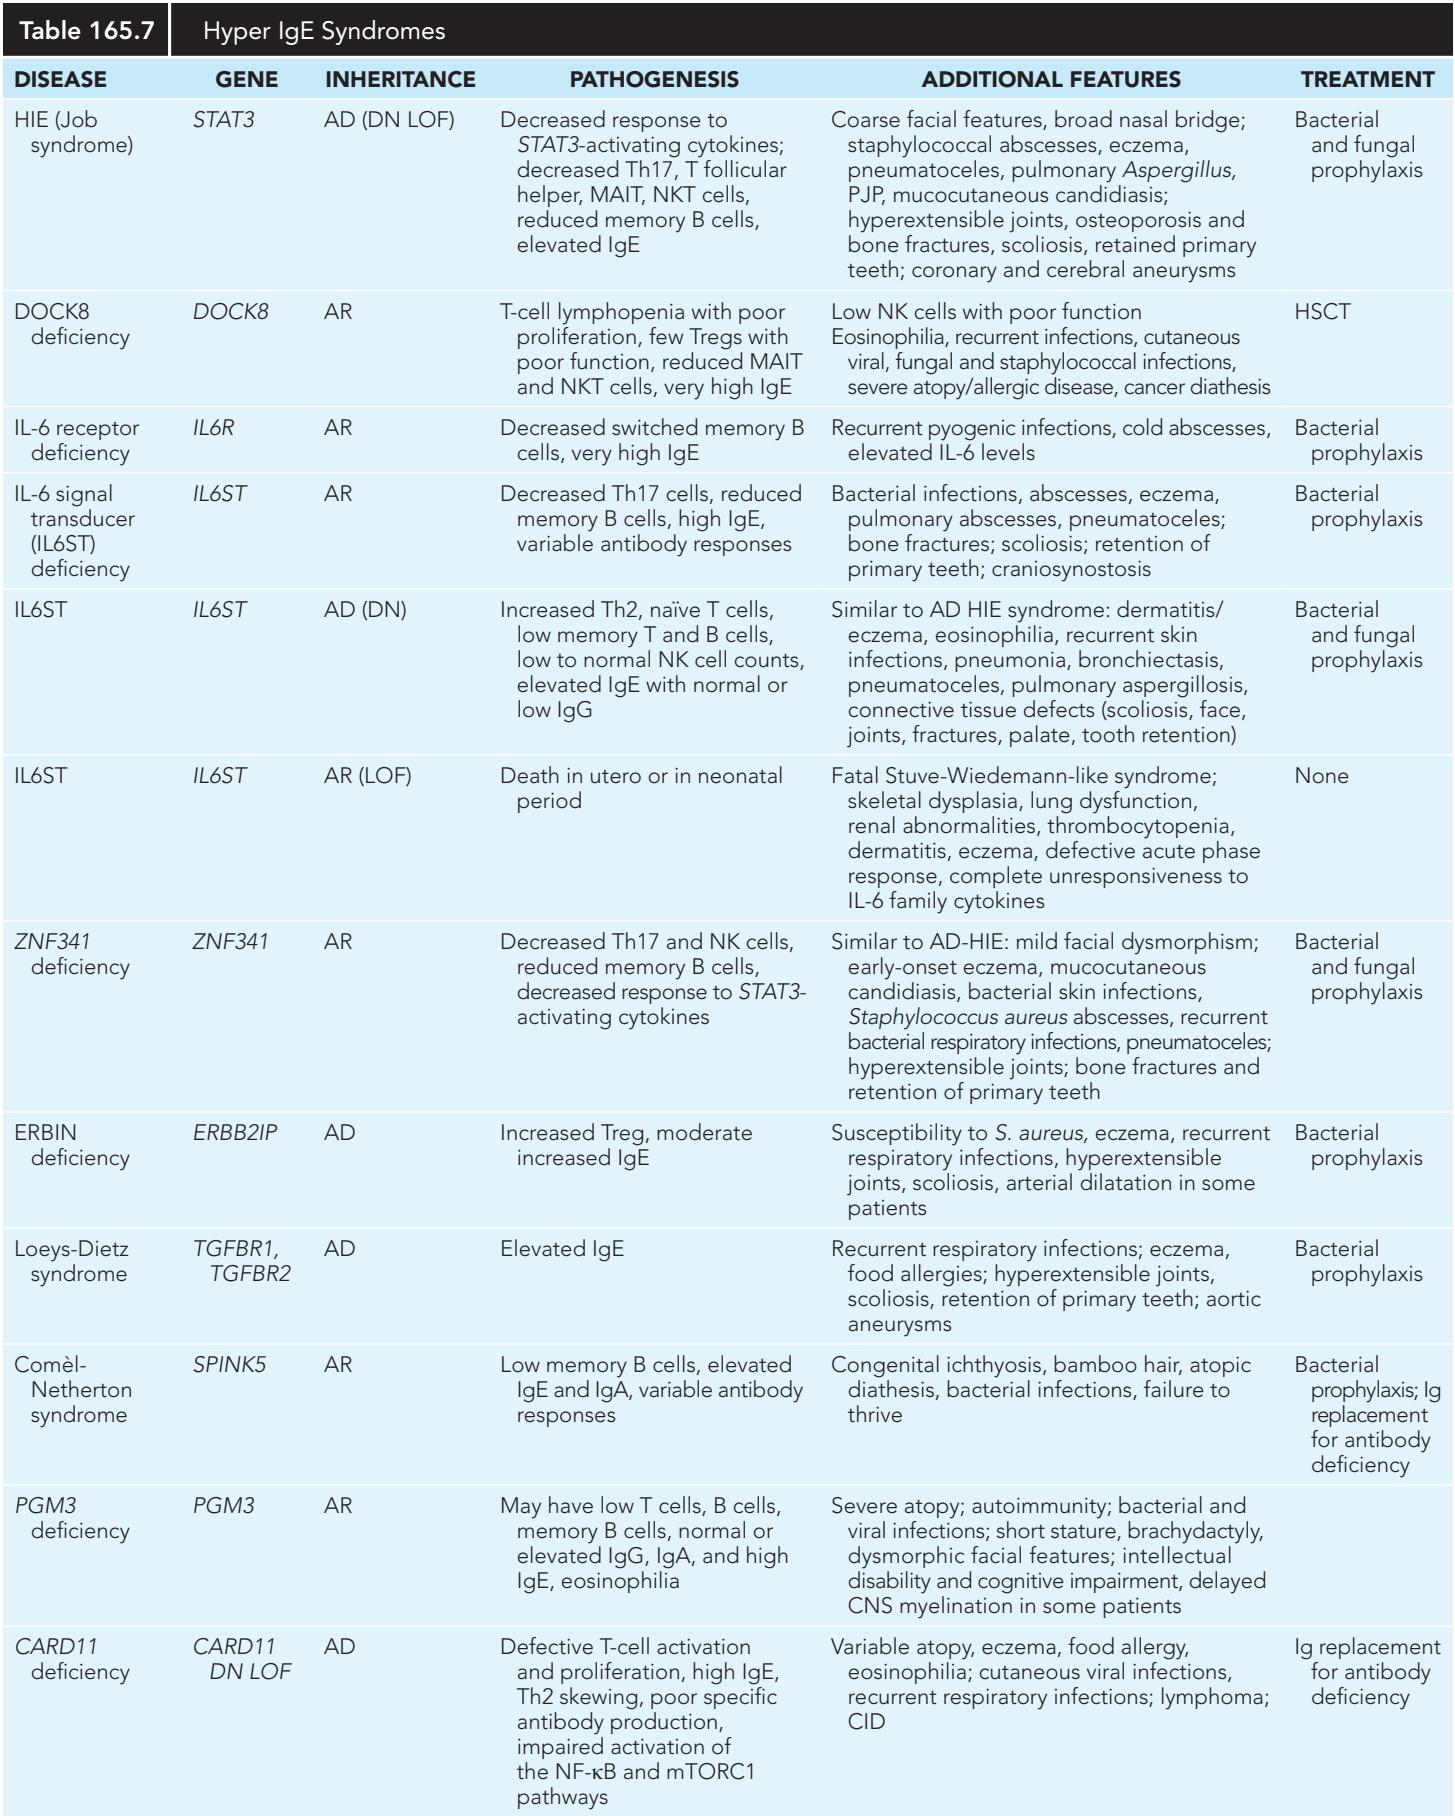 Table 165.7 Hyper IgE Syndromes
DISEASE GENE INHERITANCE PATHOGENESIS ADDITIONAL FEATURES TREATMENT
HIE (Job
syndrome)
STAT3
AD (DN LOF)
Decreased response to
STAT3-activating cytokines;
decreased Th17, T follicular
helper, MAIT, NKT cells,
reduced memory B cells,
elevated IgE
Coarse facial features, broad nasal bridge;
staphylococcal abscesses, eczema,
pneumatoceles, pulmonary Aspergillus,
PJP, mucocutaneous candidiasis;
hyperextensible joints, osteoporosis and
bone fractures, scoliosis, retained primary
teeth; coronary and cerebral aneurysms
Bacterial
and fungal
prophylaxis
DOCK8
deficiency
DOCK8
AR
T-cell lymphopenia with poor
proliferation, few Tregs with
poor function, reduced MAIT
and NKT cells, very high IgE
Low NK cells with poor function
Eosinophilia, recurrent infections, cutaneous
viral, fungal and staphylococcal infections,
severe atopy/allergic disease, cancer diathesis
HSCT
IL-6 receptor
deficiency
IL6R
AR
Decreased switched memory B
cells, very high IgE
Recurrent pyogenic infections, cold abscesses,
elevated IL-6 levels
Bacterial
prophylaxis
IL-6 signal
transducer
(IL6ST)
deficiency
IL6ST
AR
Decreased Th17 cells, reduced
memory B cells, high IgE,
variable antibody responses
Bacterial infections, abscesses, eczema,
pulmonary abscesses, pneumatoceles;
bone fractures; scoliosis; retention of
primary teeth; craniosynostosis
Bacterial
prophylaxis
IL6ST
IL6ST
AD (DN)
Increased Th2, naïve T cells,
low memory T and B cells,
low to normal NK cell counts,
elevated IgE with normal or
low IgG
Similar to AD HIE syndrome: dermatitis/
eczema, eosinophilia, recurrent skin
infections, pneumonia, bronchiectasis,
pneumatoceles, pulmonary aspergillosis,
connective tissue defects (scoliosis, face,
joints, fractures, palate, tooth retention)
Bacterial
and fungal
prophylaxis
IL6ST
IL6ST
AR (LOF)
Death in utero or in neonatal
period
Fatal Stuve-Wiedemann-like syndrome;
skeletal dysplasia, lung dysfunction,
renal abnormalities, thrombocytopenia,
dermatitis, eczema, defective acute phase
response, complete unresponsiveness to
IL-6 family cytokines
None
ZNF341
deficiency
ZNF341
AR
Decreased Th17 and NK cells,
reduced memory B cells,
decreased response to STAT3-
activating cytokines
Similar to AD-HIE: mild facial dysmorphism;
early-onset eczema, mucocutaneous
candidiasis, bacterial skin infections,
Staphylococcus aureus abscesses, recurrent
bacterial respiratory infections, pneumatoceles;
hyperextensible joints; bone fractures and
retention of primary teeth
Bacterial
and fungal
prophylaxis
ERBIN
deficiency
ERBB2IP
AD
Increased Treg, moderate
increased IgE
Susceptibility to S. aureus, eczema, recurrent
respiratory infections, hyperextensible
joints, scoliosis, arterial dilatation in some
patients
Bacterial
prophylaxis
Loeys-Dietz
syndrome
TGFBR1,
TGFBR2
AD
Elevated IgE
Recurrent respiratory infections; eczema,
food allergies; hyperextensible joints,
scoliosis, retention of primary teeth; aortic
aneurysms
Bacterial
prophylaxis
Comèl-
Netherton
syndrome
SPINK5
AR
Low memory B cells, elevated
IgE and IgA, variable antibody
responses
Congenital ichthyosis, bamboo hair, atopic
diathesis, bacterial infections, failure to
thrive
Bacterial
prophylaxis; Ig
replacement
for antibody
deficiency
PGM3
deficiency
PGM3
AR
May have low T cells, B cells,
memory B cells, normal or
elevated IgG, IgA, and high
IgE, eosinophilia
Severe atopy; autoimmunity; bacterial and
viral infections; short stature, brachydactyly,
dysmorphic facial features; intellectual
disability and cognitive impairment, delayed
CNS myelination in some patients
CARD11
deficiency
CARD11
DN LOF
AD
Defective T-cell activation
and proliferation, high IgE,
Th2 skewing, poor specific
antibody production,
impaired activation of
the NF-κB and mTORC1
pathways
Variable atopy, eczema, food allergy,
eosinophilia; cutaneous viral infections,
recurrent respiratory infections; lymphoma;
CID
Ig replacement
for antibody
deficiency